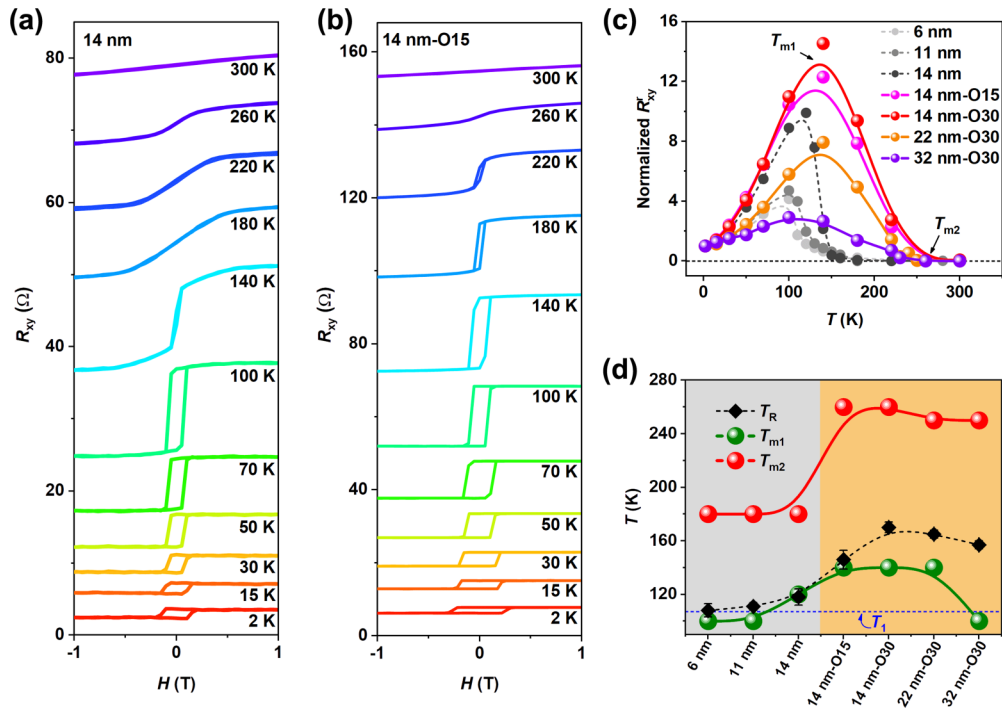 (a)
14 nm
300 K
260 K
220 K
180 K
140 K
100 K
70 K
50 K
30 K
15 K
2 K
80
60
40
20
0
Rxy (Ω)
-1 0 1
H (T)
(b)
14 nm-O15
300 K
260 K
220 K
180 K
140 K
100 K
70 K
50 K
30 K
15 K
2 K
160
120
80
40
0
Rxy (Ω)
-1 0 1
H (T)
(c)
Tm1
6 nm
11 nm
14 nm
14 nm-O15
14 nm-O30
22 nm-O30
32 nm-O30
Tm2
16
12
8
4
0
Normalized Rrxy
0 100 200 300
T (K)
(d)
TR
Tm1
Tm2
T1
280
240
200
160
120
T (K)
6 nm
11 nm
14 nm
14 nm-O15
14 nm-O30
22 nm-O30
32 nm-O30